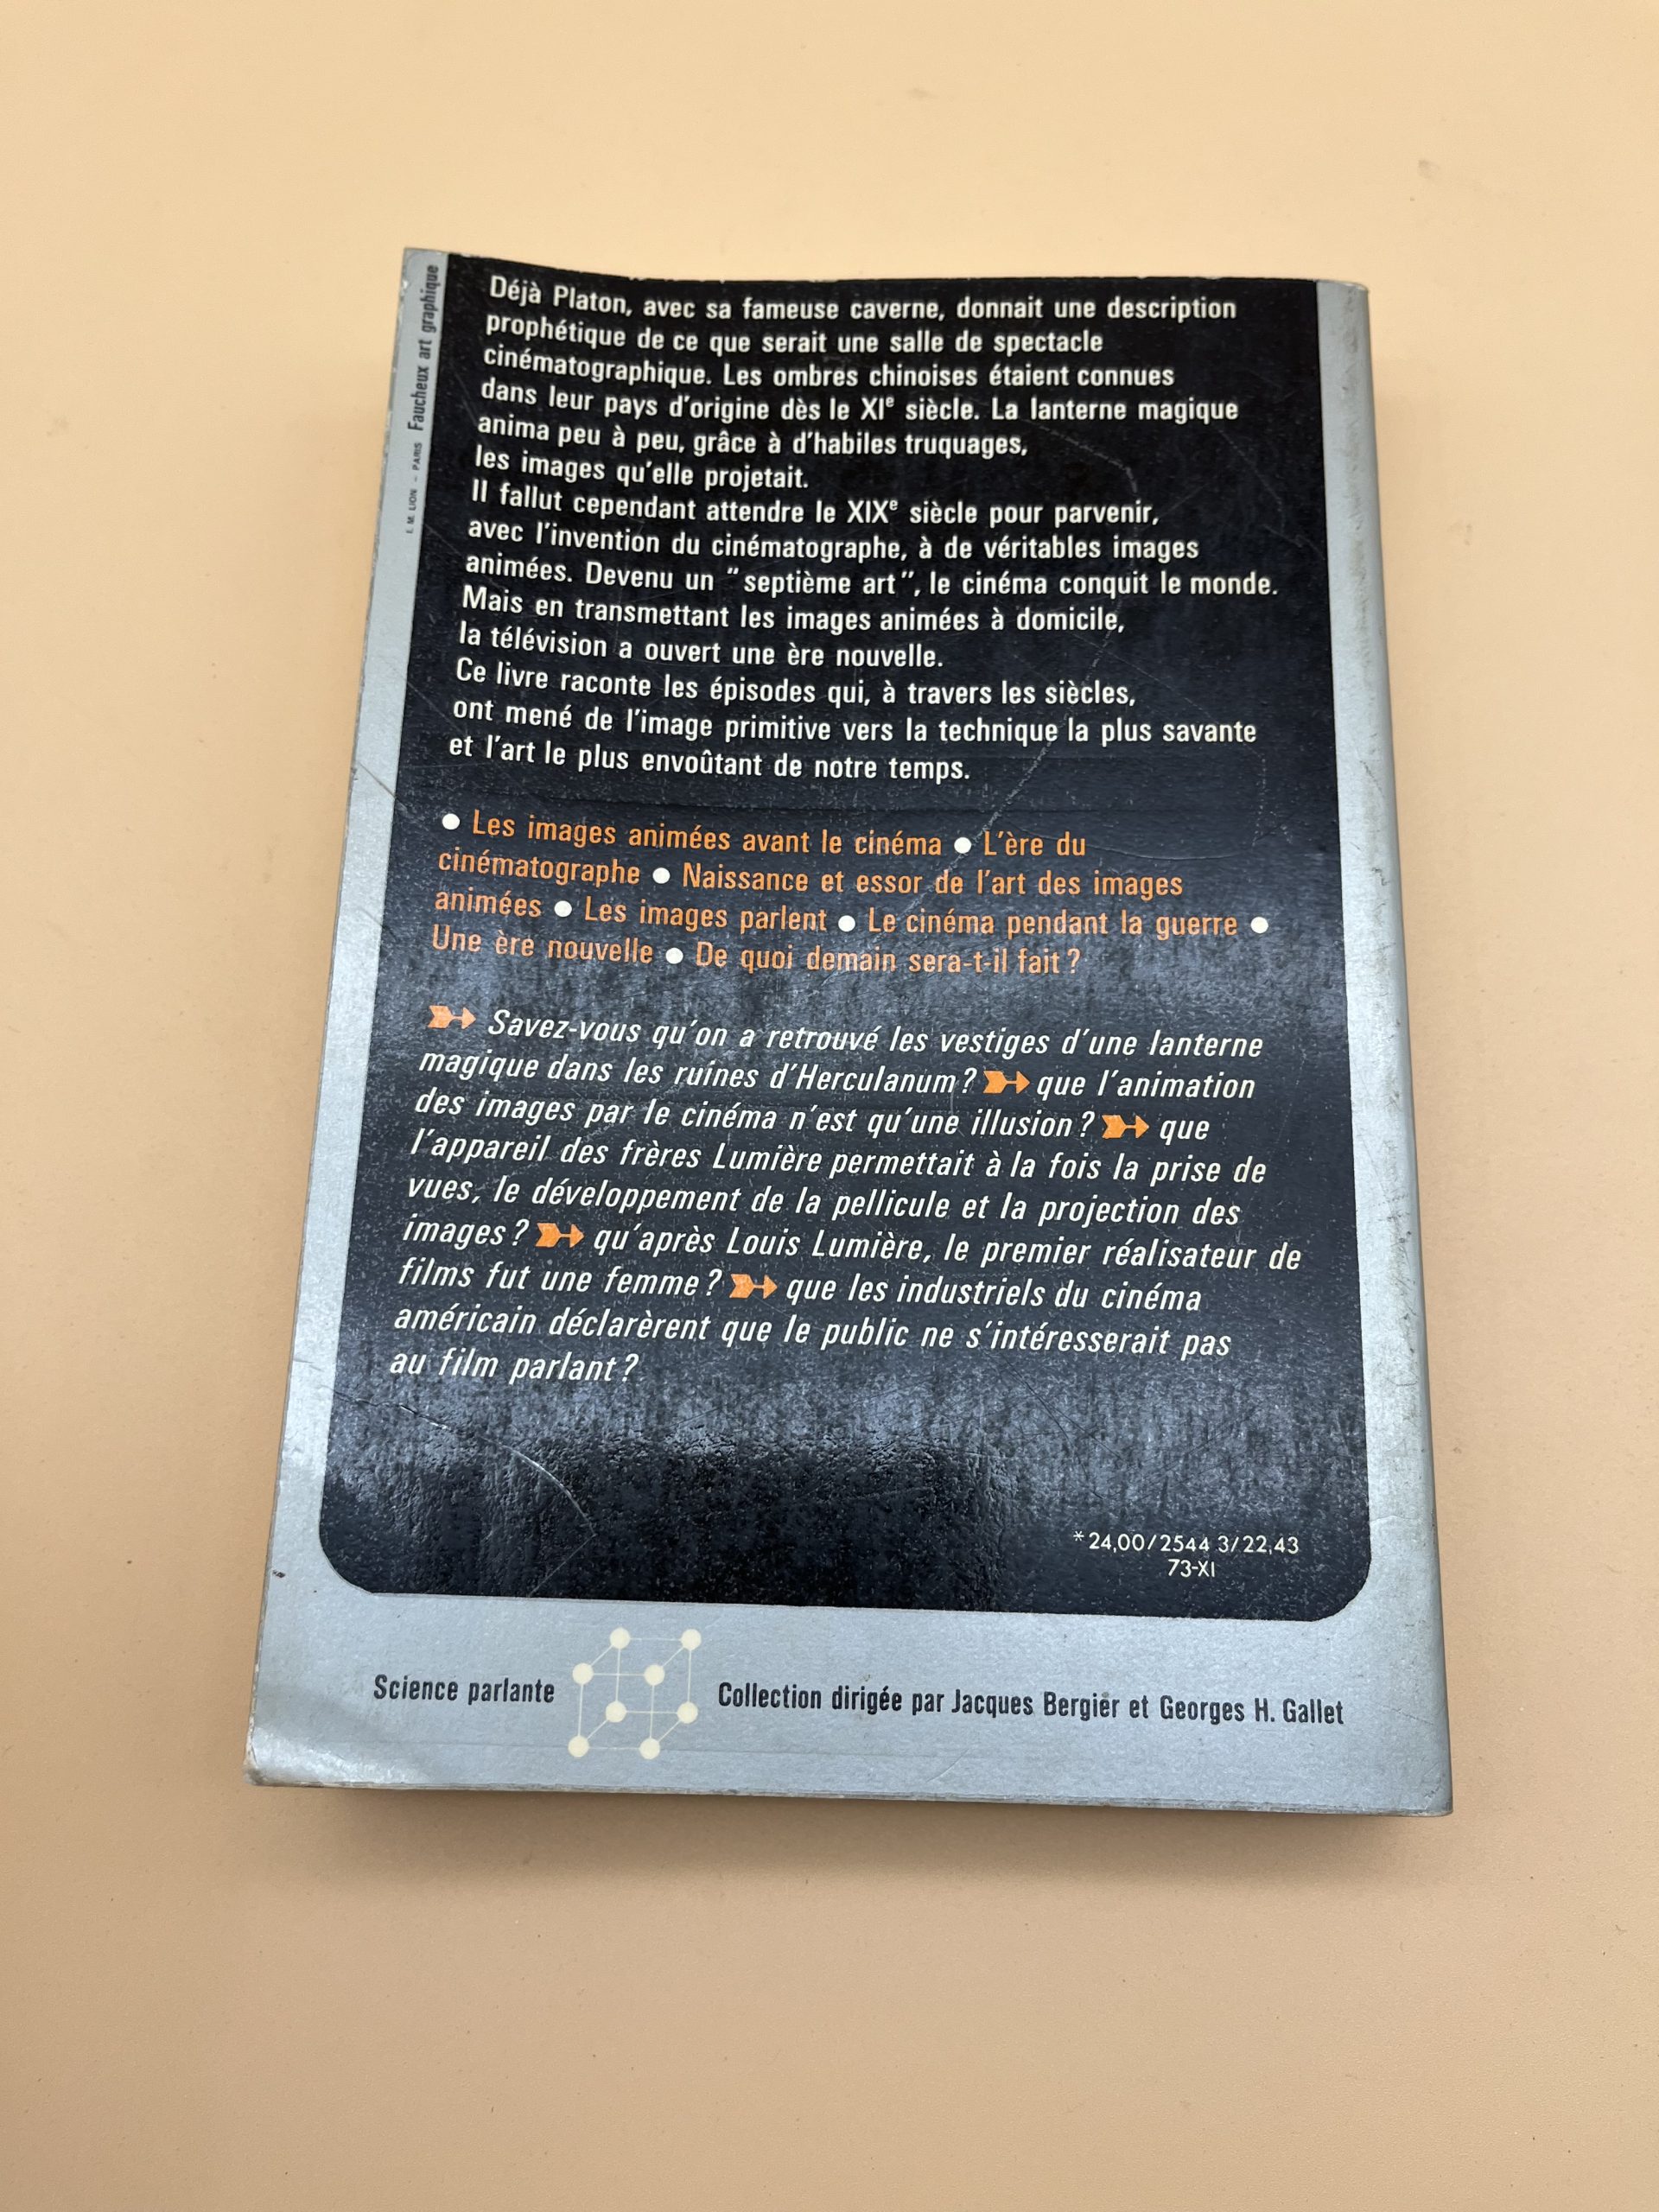 Déjà Platon, avec sa fameuse caverne, donnait une description
prophétique de ce que serait une salle de spectacle
cinématographique. Les ombres chinoises étaient connues
dans leur pays d'origine dès le XIe siècle. La lanterne magique
anima peu à peu, grâce à d'habiles truquages,
les images qu'elle projetait.
Il fallut cependant attendre le XIXe siècle pour parvenir,
avec l'invention du cinématographe, à de véritables images
animées. Devenu un "septième art", le cinéma conquit le monde.
Mais en transmettant les images animées à domicile,
la télévision a ouvert une ère nouvelle.
Ce livre raconte les épisodes qui, à travers les siècles,
ont mené de l'image primitive vers la technique la plus savante
et l'art le plus envoûtant de notre temps.
● Les images animées avant le cinéma ● L'ère du
cinématographe ● Naissance et essor de l'art des images
animées ● Les images parlent ● Le cinéma pendant la guerre ●
Une ère nouvelle ● De quoi demain sera-t-il fait ?
Savez-vous qu'on a retrouvé les vestiges d'une lanterne
magique dans les ruines d'Herculanum ? que l'animation
des images par le cinéma n'est qu'une illusion ? que
l'appareil des frères Lumière permettait à la fois la prise de
vues, le développement de la pellicule et la projection des
images ? qu'après Louis Lumière, le premier réalisateur de
films fut une femme ? que les industriels du cinéma
américain déclarèrent que le public ne s'intéresserait pas
au film parlant ?
*24,00/2544 3/22,43
73-XI
Science parlante
Collection dirigée par Jacques Bergier et Georges H. Gallet
I. M. LION - PARIS Faucheux art graphique